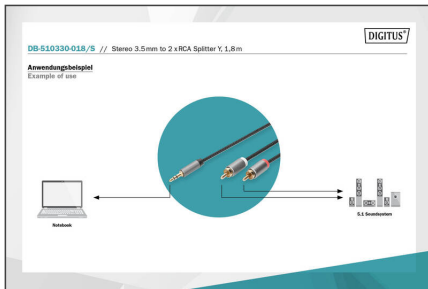 DIGITUS®
DB-510330-018/S // Stereo 3.5mm to 2 xRCA Splitter Y, 1,8m
Anwendungsbeispiel
Example of use
Notebook
5.1 Soundsystem